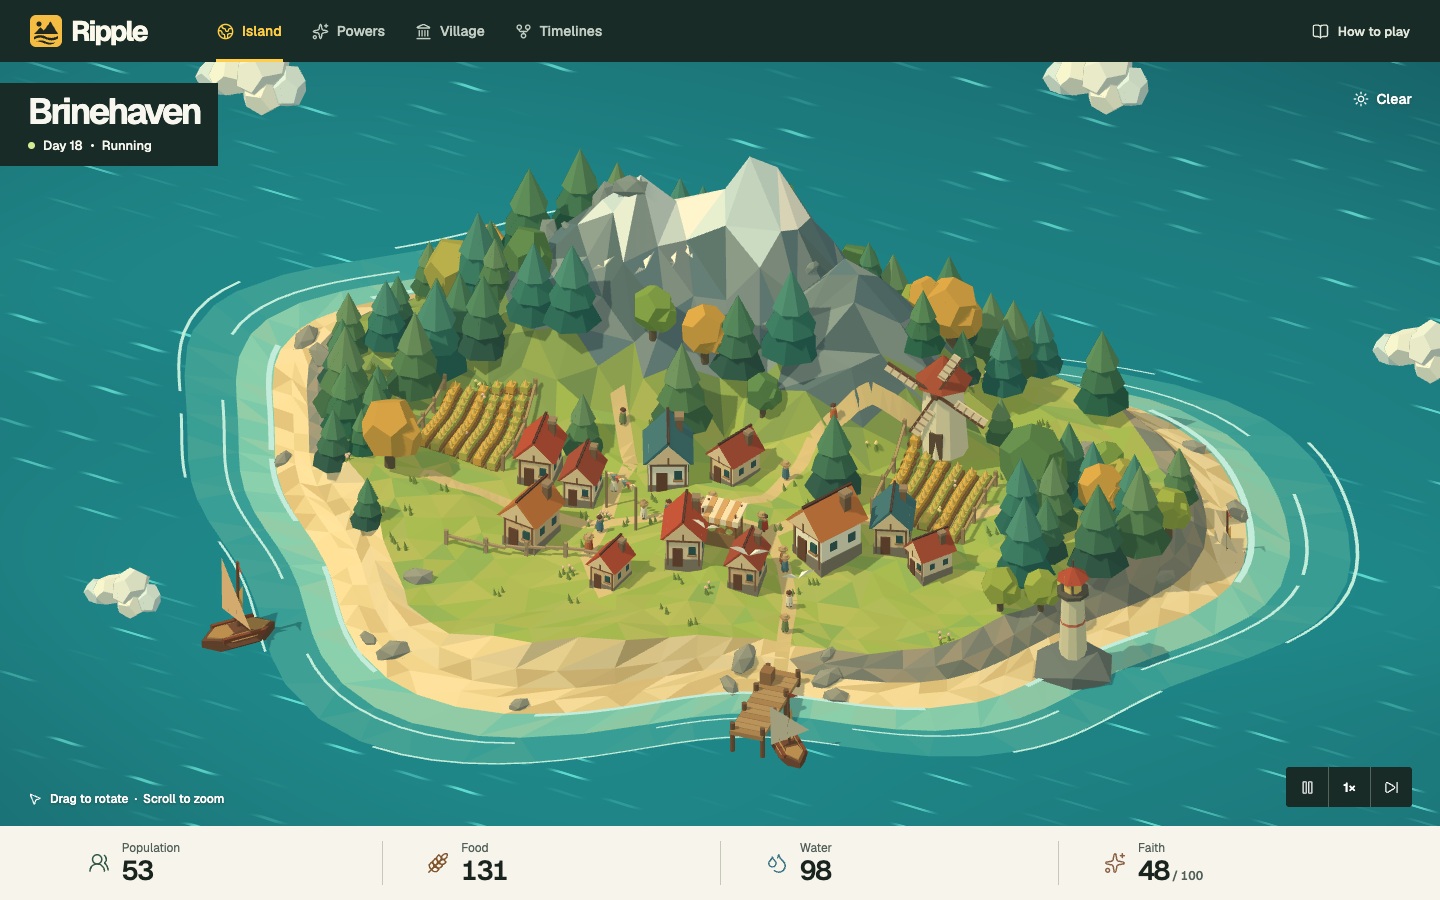 Ripple
Island
Powers
Village
Timelines
How to play
Brinehaven
Day 18 • Running
Clear
Drag to rotate · Scroll to zoom
1×
Population
53
Food
131
Water
98
Faith
48 / 100